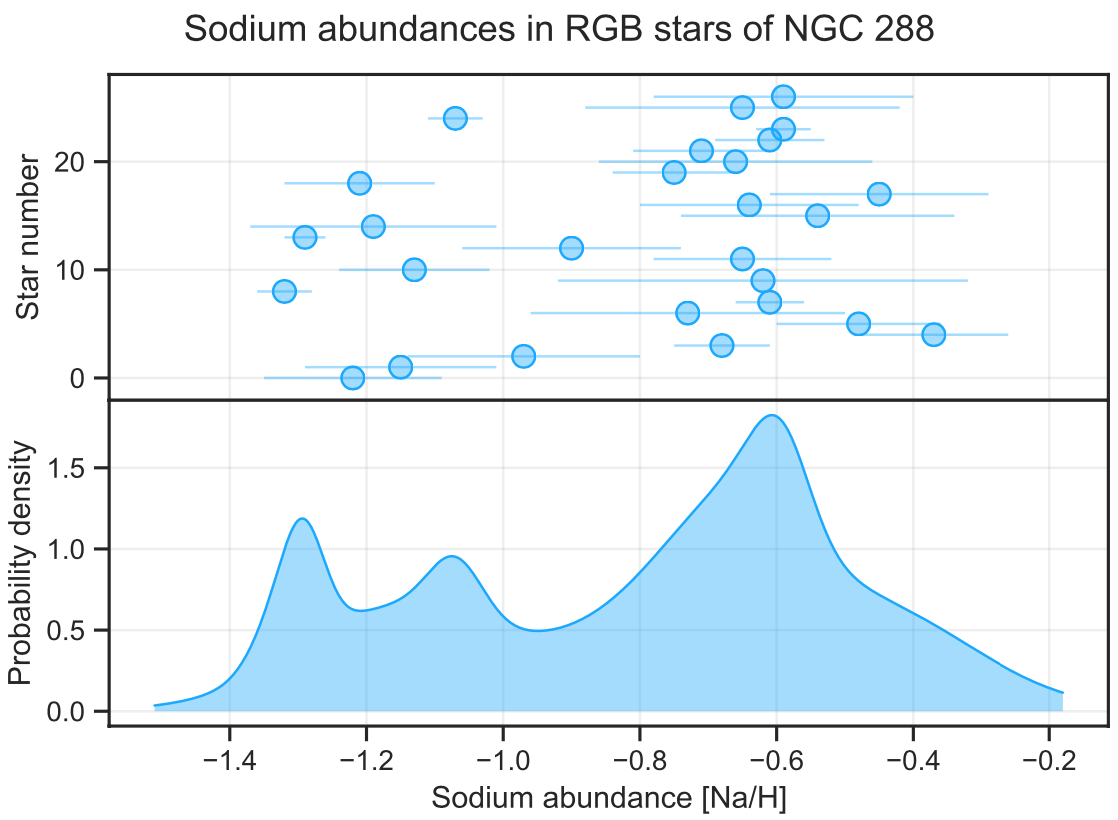 Sodium abundances in RGB stars of NGC 288
Star number
20
10
0
Probability density
1.5
1.0
0.5
0.0
−1.4 −1.2 −1.0 −0.8 −0.6 −0.4 −0.2
Sodium abundance [Na/H]